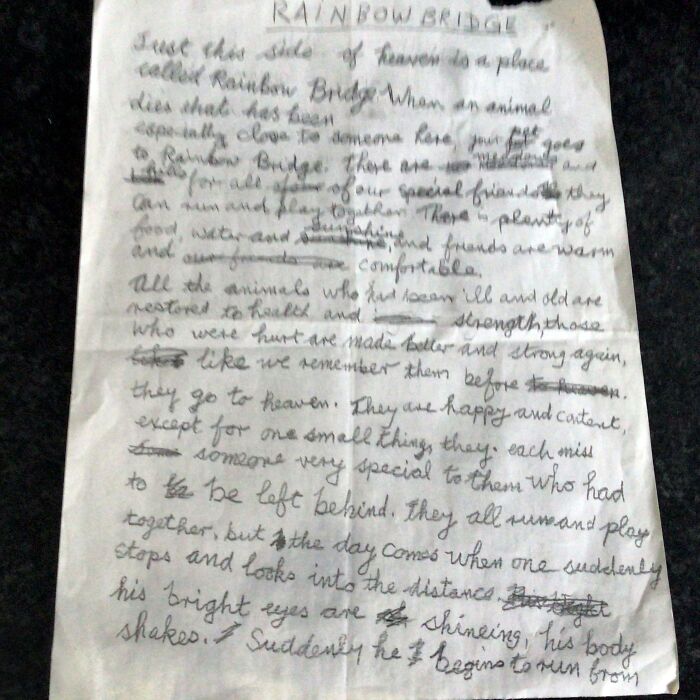 RAINBOW BRIDGE
Just this side of heaven is a place
called Rainbow Bridge. When an animal
dies that has been
especially close to someone here, your pet goes
to Rainbow Bridge. There are meadows and
hills for all of our special friends they
can run and play together. There is plenty of
food, water and sunshine, and friends are warm
and comfortable.
All the animals who had been ill and old are
restored to health and strength, those
who were hurt are made better and strong again,
like we remember them before
they go to heaven. They are happy and content,
except for one small thing, they. each miss
someone very special to them who had
to be left behind. They all run and play
together, but the day comes when one suddenly
stops and looks into the distance.
his bright eyes are shineing, his body
shakes. Suddenly he begins to run from